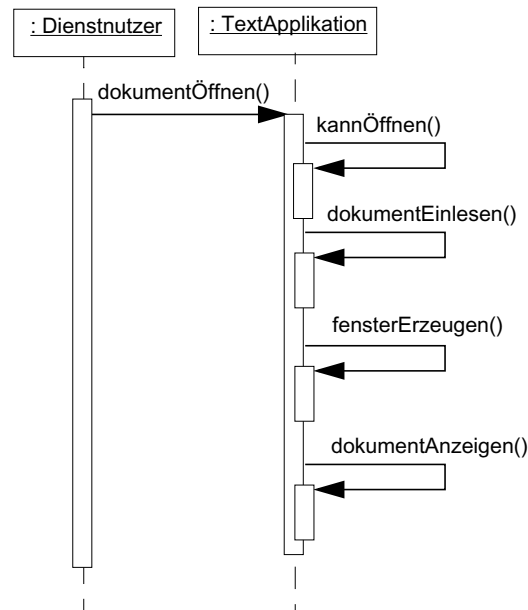 : Dienstnutzer
: TextApplikation
dokumentÖffnen()
kannÖffnen()
dokumentEinlesen()
fensterErzeugen()
dokumentAnzeigen()